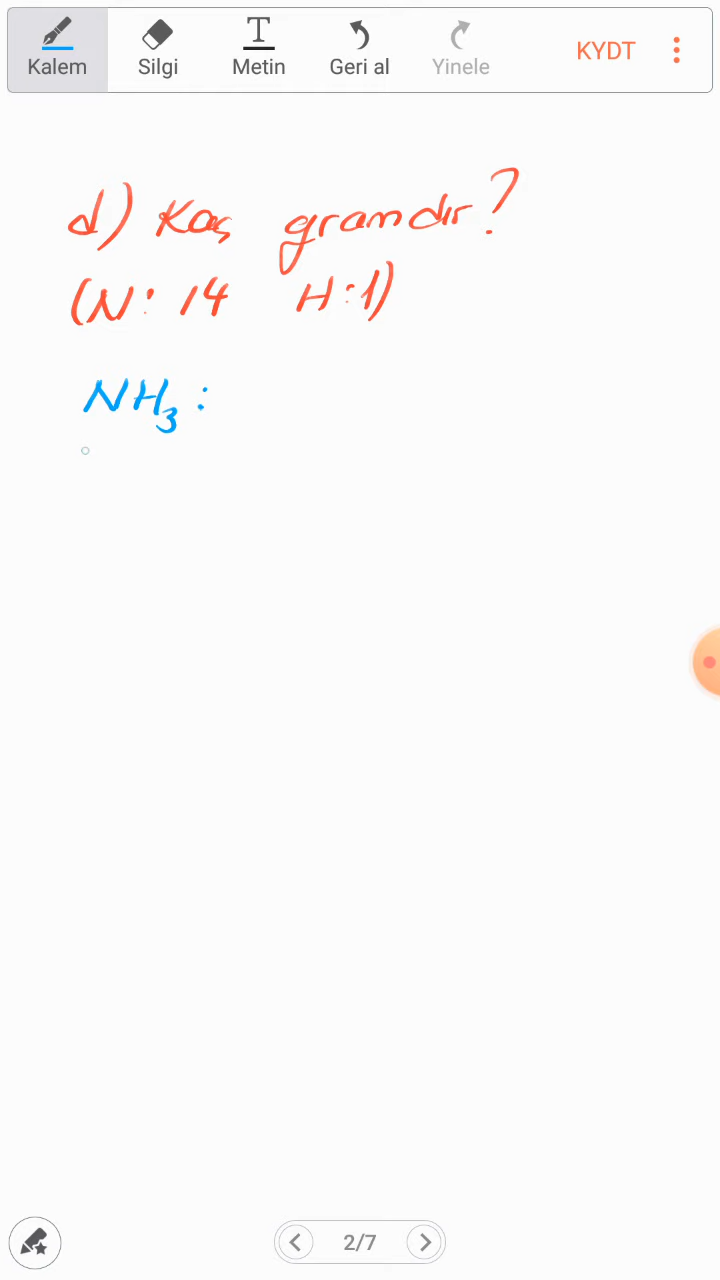 Kalem Silgi Metin Geri al Yinele KYDT
d) Kaç gramdır?
(N: 14 H:1)
NH₃:
2/7